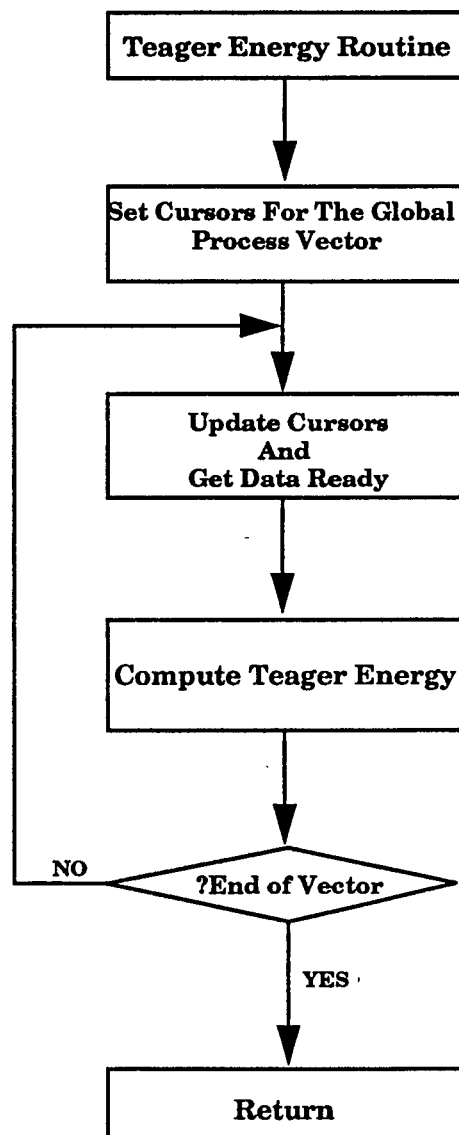 Teager Energy Routine
Set Cursors For The Global
Process Vector
Update Cursors
And
Get Data Ready
Compute Teager Energy
?End of Vector
NO
YES
Return